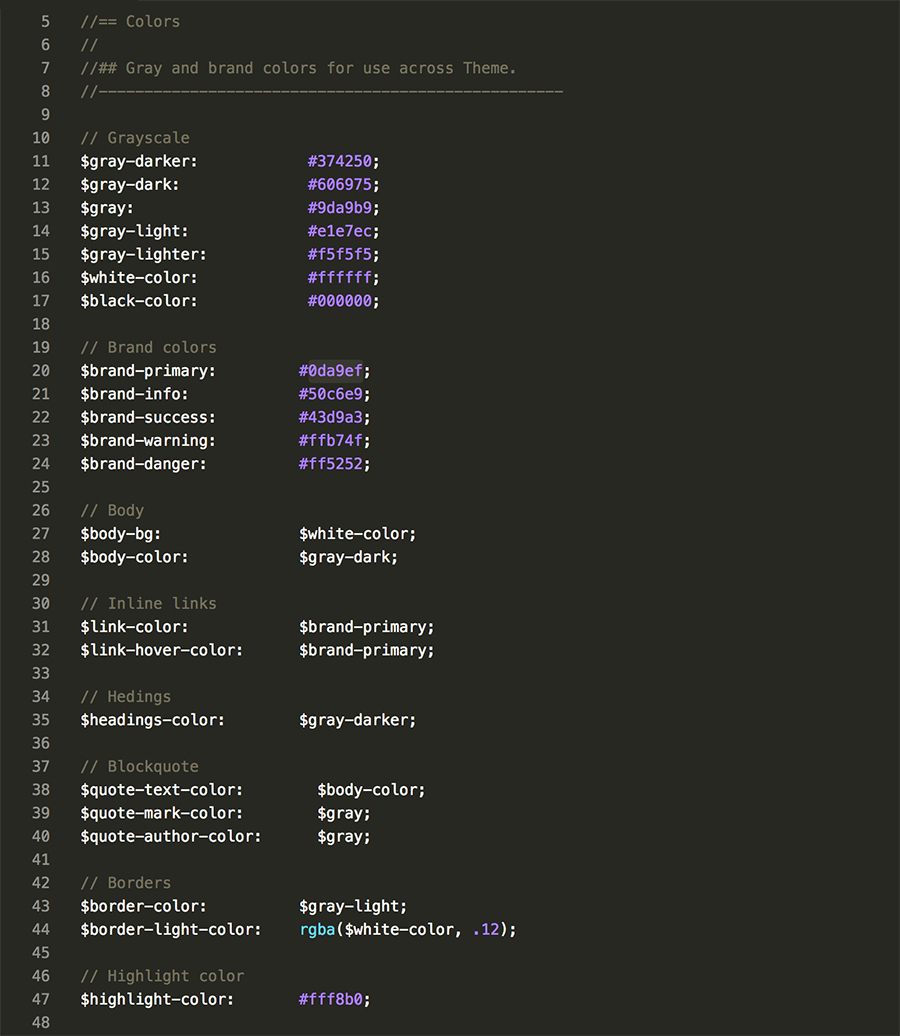 5 //== Colors
6 //
7 //## Gray and brand colors for use across Theme.
8 //---------------------------------------------------
9
10 // Grayscale
11 $gray-darker: #374250;
12 $gray-dark: #606975;
13 $gray: #9da9b9;
14 $gray-light: #e1e7ec;
15 $gray-lighter: #f5f5f5;
16 $white-color: #ffffff;
17 $black-color: #000000;
18
19 // Brand colors
20 $brand-primary: #0da9ef;
21 $brand-info: #50c6e9;
22 $brand-success: #43d9a3;
23 $brand-warning: #ffb74f;
24 $brand-danger: #ff5252;
25
26 // Body
27 $body-bg: $white-color;
28 $body-color: $gray-dark;
29
30 // Inline links
31 $link-color: $brand-primary;
32 $link-hover-color: $brand-primary;
33
34 // Hedings
35 $headings-color: $gray-darker;
36
37 // Blockquote
38 $quote-text-color: $body-color;
39 $quote-mark-color: $gray;
40 $quote-author-color: $gray;
41
42 // Borders
43 $border-color: $gray-light;
44 $border-light-color: rgba($white-color, .12);
45
46 // Highlight color
47 $highlight-color: #fff8b0;
48